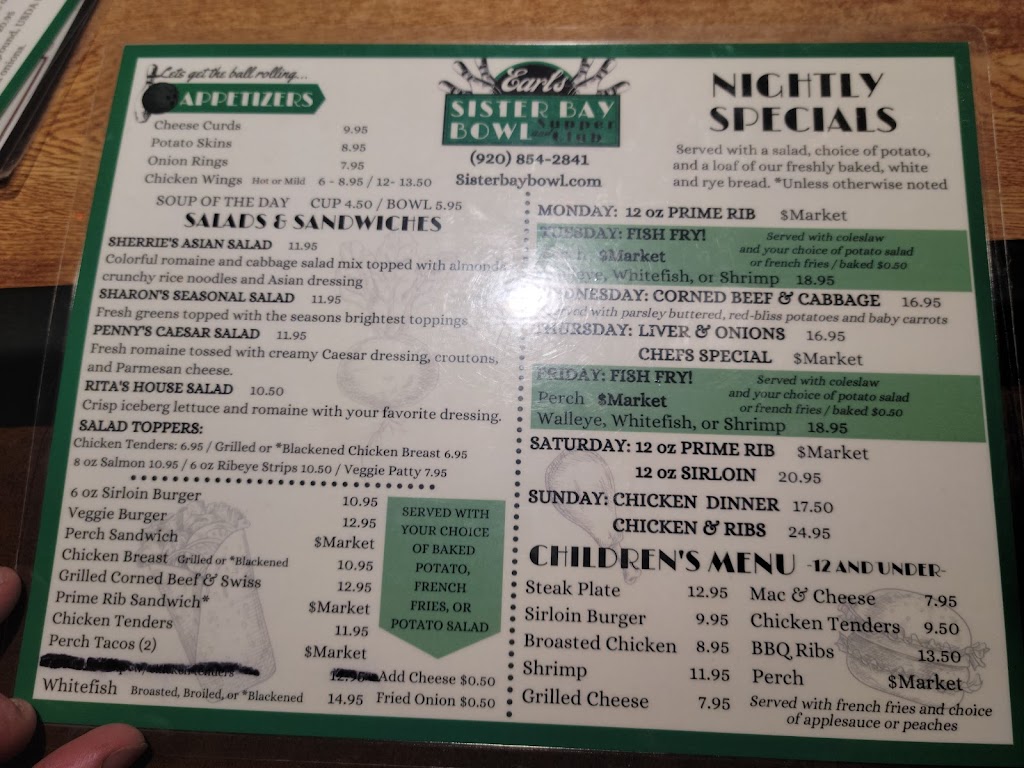 Lets get the ball rolling...
APPETIZERS
Cheese Curds 9.95
Potato Skins 8.95
Onion Rings 7.95
Chicken Wings Hot or Mild 6 - 8.95 / 12- 13.50
SOUP OF THE DAY CUP 4.50 / BOWL 5.95
SALADS & SANDWICHES
SHERRIE'S ASIAN SALAD 11.95
Colorful romaine and cabbage salad mix topped with almonds
crunchy rice noodles and Asian dressing
SHARON'S SEASONAL SALAD 11.95
Fresh greens topped with the seasons brightest toppings
PENNY'S CAESAR SALAD 11.95
Fresh romaine tossed with creamy Caesar dressing, croutons,
and Parmesan cheese.
RITA'S HOUSE SALAD 10.50
Crisp iceberg lettuce and romaine with your favorite dressing.
SALAD TOPPERS:
Chicken Tenders: 6.95 / Grilled or *Blackened Chicken Breast 6.95
8 oz Salmon 10.95 / 6 oz Ribeye Strips 10.50 / Veggie Patty 7.95
6 oz Sirloin Burger 10.95
Veggie Burger 12.95
Perch Sandwich $Market
Chicken Breast Grilled or *Blackened 10.95
Grilled Corned Beef & Swiss 12.95
Prime Rib Sandwich* $Market
Chicken Tenders 11.95
Perch Tacos (2) $Market
Whitefish Broasted, Broiled, or *Blackened 14.95
SERVED WITH
YOUR CHOICE
OF BAKED
POTATO,
FRENCH
FRIES, OR
POTATO SALAD
Add Cheese $0.50
Fried Onion $0.50
Earl's
SISTER BAY
BOWL and Supper
Club
(920) 854-2841
Sisterbaybowl.com
NIGHTLY
SPECIALS
Served with a salad, choice of potato,
and a loaf of our freshly baked, white
and rye bread. *Unless otherwise noted
MONDAY: 12 oz PRIME RIB $Market
TUESDAY: FISH FRY!
$Market
Walleye, Whitefish, or Shrimp 18.95
Served with coleslaw
and your choice of potato salad
or french fries / baked $0.50
WEDNESDAY: CORNED BEEF & CABBAGE 16.95
Served with parsley buttered, red-bliss potatoes and baby carrots
THURSDAY: LIVER & ONIONS 16.95
CHEFS SPECIAL $Market
FRIDAY: FISH FRY!
Perch $Market
Walleye, Whitefish, or Shrimp 18.95
Served with coleslaw
and your choice of potato salad
or french fries / baked $0.50
SATURDAY: 12 oz PRIME RIB $Market
12 oz SIRLOIN 20.95
SUNDAY: CHICKEN DINNER 17.50
CHICKEN & RIBS 24.95
CHILDREN'S MENU -12 AND UNDER-
Steak Plate 12.95
Sirloin Burger 9.95
Broasted Chicken 8.95
Shrimp 11.95
Grilled Cheese 7.95
Mac & Cheese 7.95
Chicken Tenders 9.50
BBQ Ribs 13.50
Perch $Market
Served with french fries and choice
of applesauce or peaches